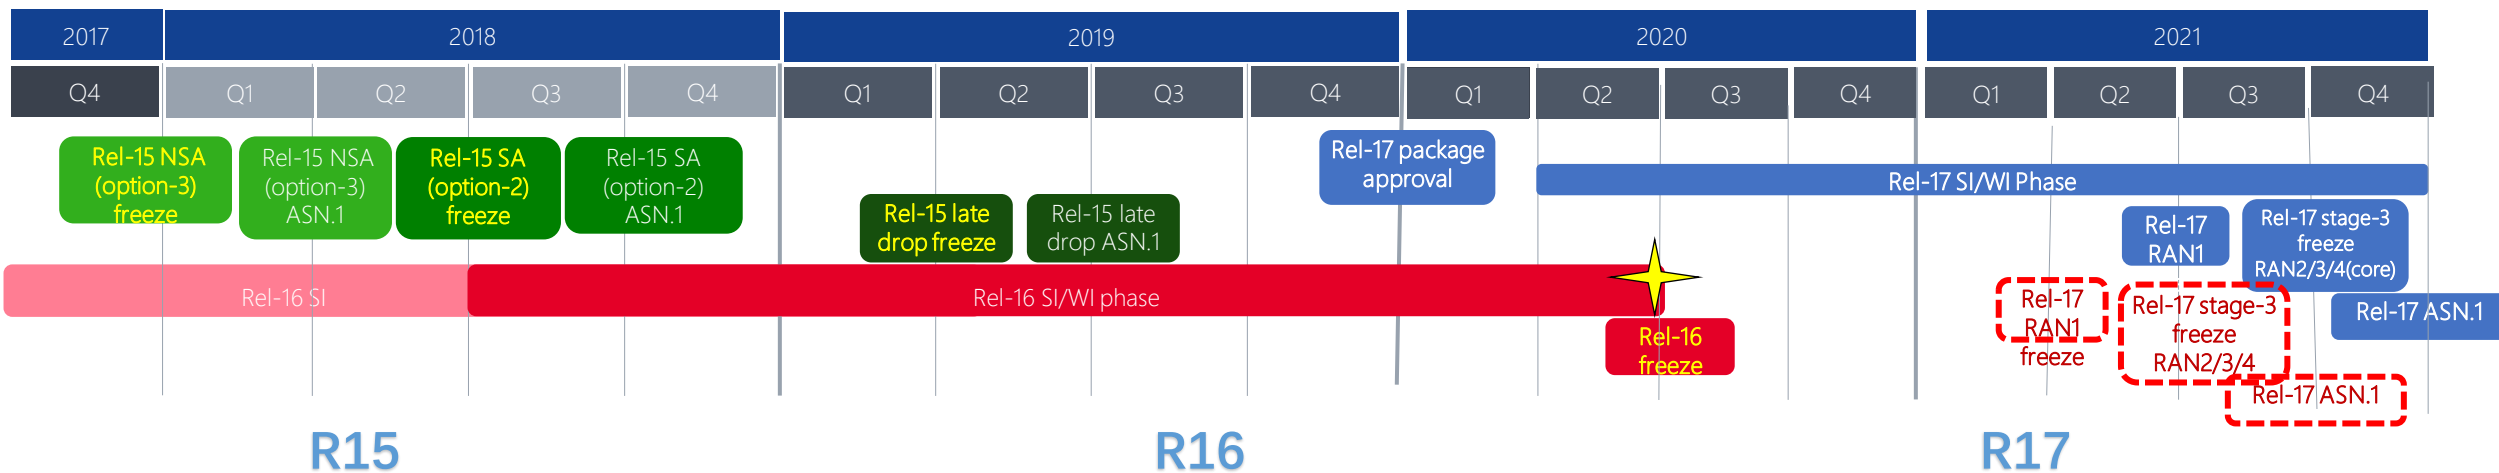 2017
2018
2019
2020
2021
Q4
Q1
Q2
Q3
Q4
Q1
Q2
Q3
Q4
Q1
Q2
Q3
Q4
Q1
Q2
Q3
Q4
Rel-15 NSA
(option-3)
freeze
Rel-15 NSA
(option-3)
ASN.1
Rel-15 SA
(option-2)
freeze
Rel-15 SA
(option-2)
ASN.1
Rel-15 late
drop freeze
Rel-15 late
drop ASN.1
Rel-17 package
approval
Rel-17 SI/WI Phase
Rel-17
RAN1
Rel-17 stage-3
freeze
RAN2/3/4(core)
Rel-16 SI
Rel-16 SI/WI phase
Rel-16
freeze
Rel-17
RAN1
freeze
Rel-17 stage-3
freeze
RAN2/3/4
Rel-17 ASN.1
Rel-17 ASN.1
R15
R16
R17